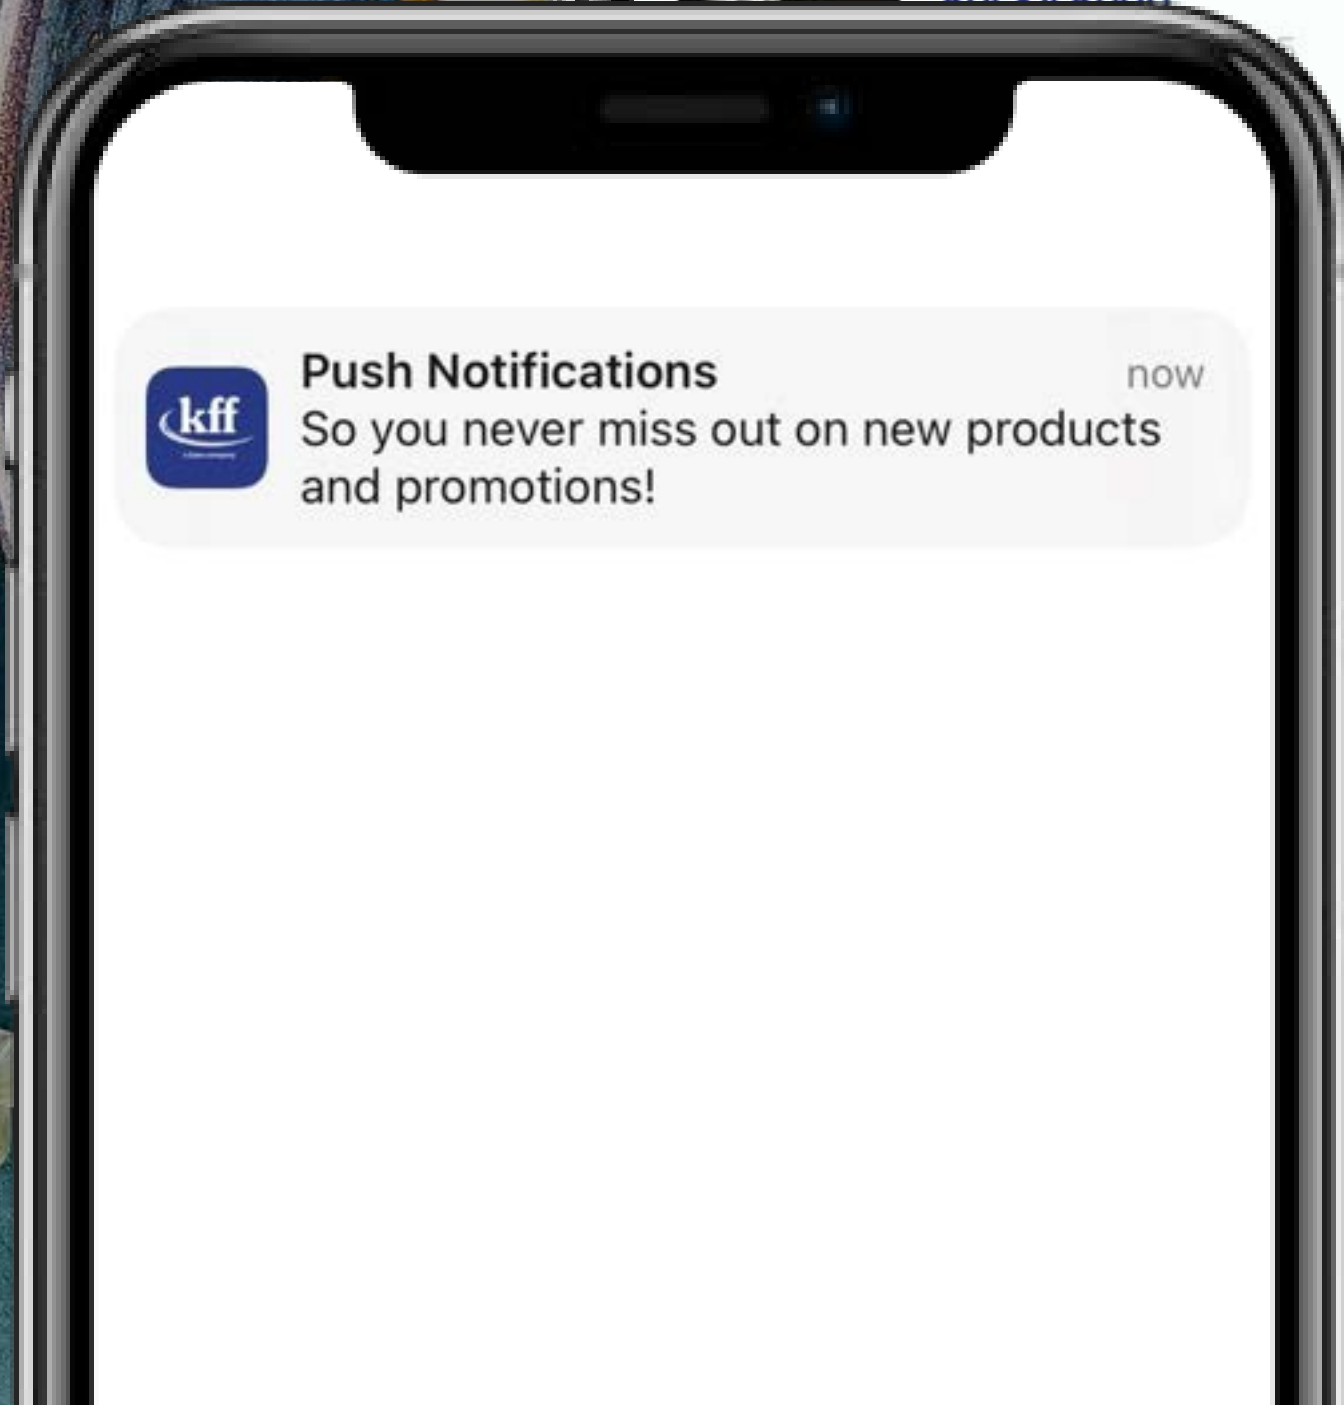 Push Notifications
now
So you never miss out on new products
and promotions!
kff